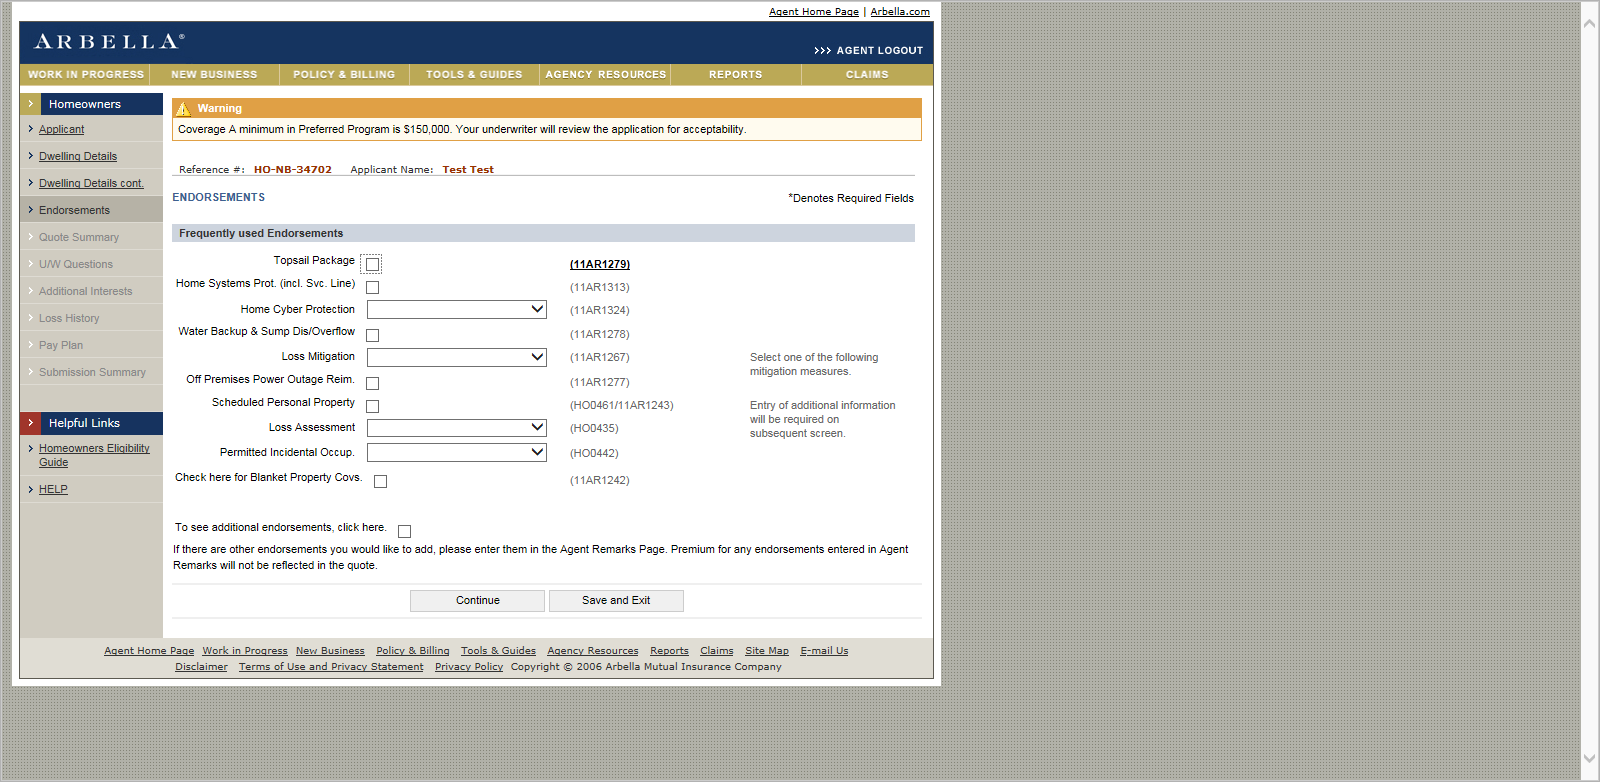 Agent Home Page | Arbella.com
ARBELLA®
>>> AGENT LOGOUT
WORK IN PROGRESS NEW BUSINESS POLICY & BILLING TOOLS & GUIDES AGENCY RESOURCES REPORTS CLAIMS
Homeowners
Applicant
Dwelling Details
Dwelling Details cont.
Endorsements
Quote Summary
U/W Questions
Additional Interests
Loss History
Pay Plan
Submission Summary
Helpful Links
Homeowners Eligibility
Guide
HELP
Warning
Coverage A minimum in Preferred Program is $150,000. Your underwriter will review the application for acceptability.
Reference #: HO-NB-34702 Applicant Name: Test Test
ENDORSEMENTS
*Denotes Required Fields
Frequently used Endorsements
Topsail Package (11AR1279)
Home Systems Prot. (incl. Svc. Line) (11AR1313)
Home Cyber Protection (11AR1324)
Water Backup & Sump Dis/Overflow (11AR1278)
Loss Mitigation (11AR1267) Select one of the following
mitigation measures.
Off Premises Power Outage Reim. (11AR1277)
Scheduled Personal Property (HO0461/11AR1243) Entry of additional information
will be required on
subsequent screen.
Loss Assessment (HO0435)
Permitted Incidental Occup. (HO0442)
Check here for Blanket Property Covs. (11AR1242)
To see additional endorsements, click here.
If there are other endorsements you would like to add, please enter them in the Agent Remarks Page. Premium for any endorsements entered in Agent
Remarks will not be reflected in the quote.
Continue Save and Exit
Agent Home Page Work in Progress New Business Policy & Billing Tools & Guides Agency Resources Reports Claims Site Map E-mail Us
Disclaimer Terms of Use and Privacy Statement Privacy Policy Copyright © 2006 Arbella Mutual Insurance Company